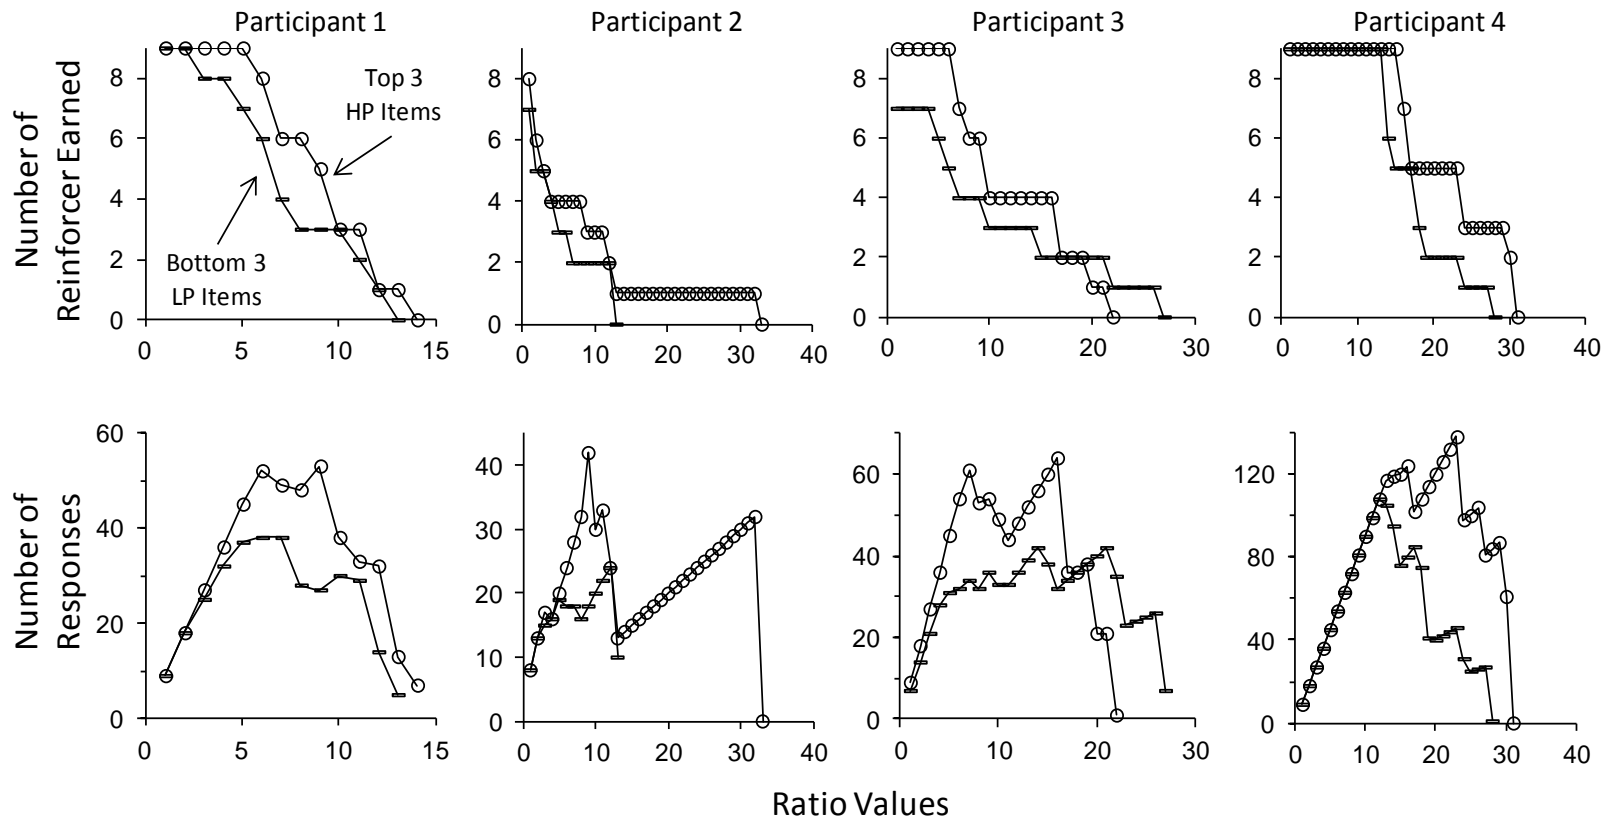 Participant 1
Participant 2
Participant 3
Participant 4
Number of
Reinforcer Earned
Top 3
HP Items
Bottom 3
LP Items
8
6
4
2
0
0 5 10 15
8
6
4
2
0
0 10 20 30 40
8
6
4
2
0
0 10 20 30
8
6
4
2
0
0 10 20 30 40
Number of
Responses
60
40
20
0
0 5 10 15
40
30
20
10
0
0 10 20 30 40
60
40
20
0
0 10 20 30
120
80
40
0
0 10 20 30 40
Ratio Values